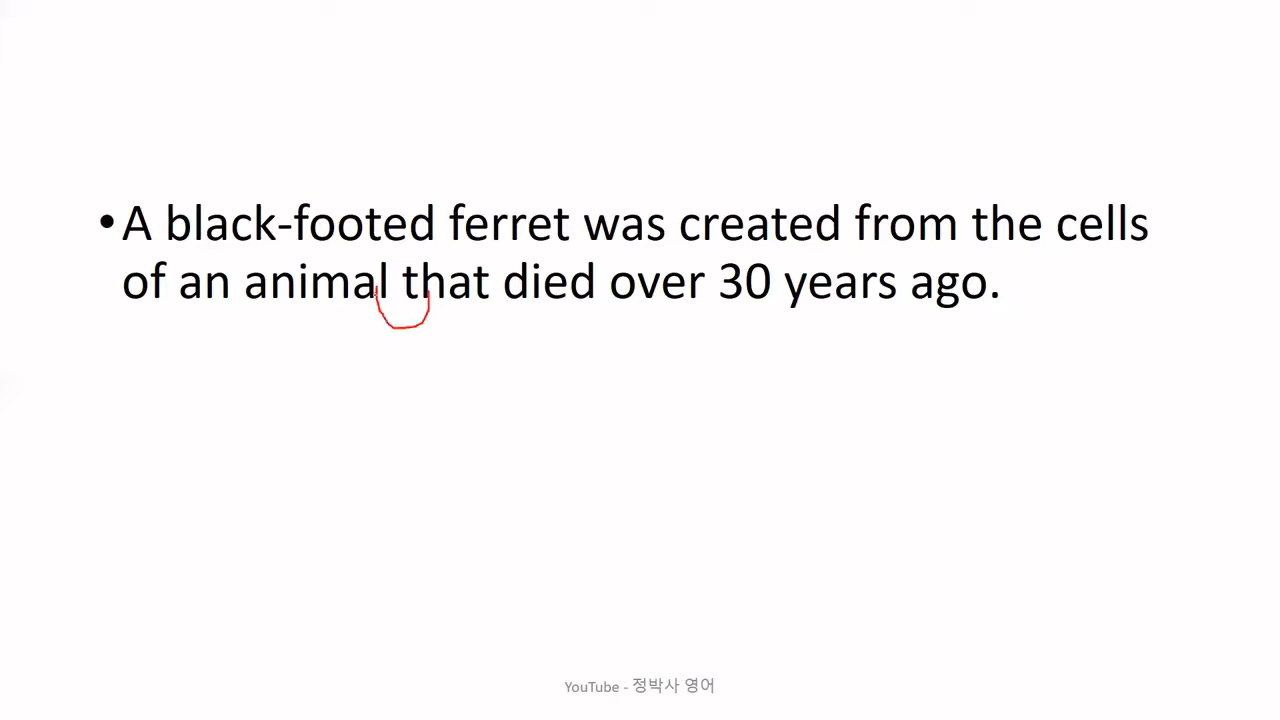 •A black-footed ferret was created from the cells
of an animal that died over 30 years ago.
YouTube - 정박사 영어